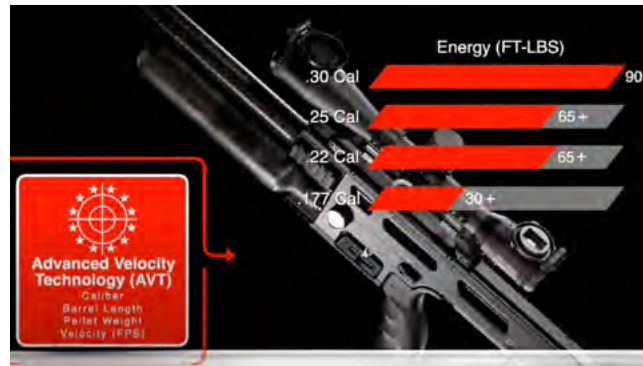 Energy (FT-LBS)
.30 Cal 90
.25 Cal 65+
.22 Cal 65+
.177 Cal 30+
Advanced Velocity
Technology (AVT)
Caliber
Barrel Length
Pellet Weight
Velocity (FPS)